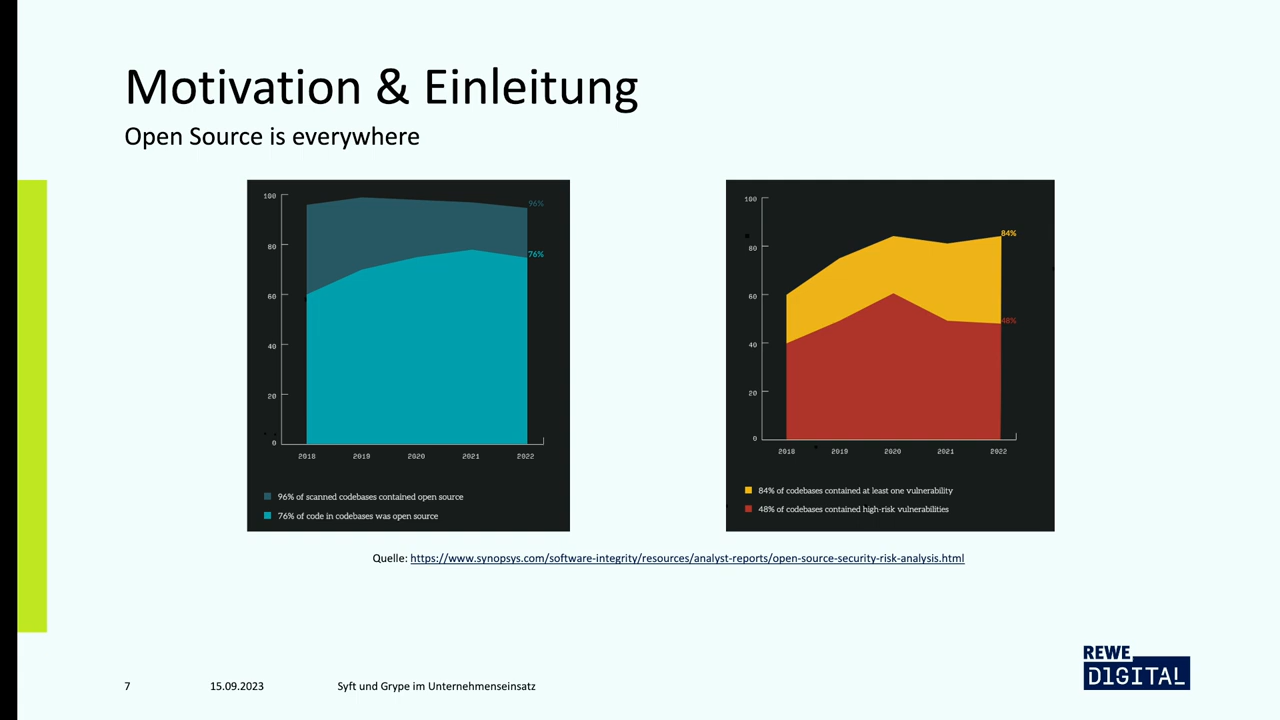 Motivation & Einleitung
Open Source is everywhere
100
80
60
40
20
0
2018 2019 2020 2021 2022
96%
76%
96% of scanned codebases contained open source
76% of code in codebases was open source
100
80
60
40
20
0
2018 2019 2020 2021 2022
84%
48%
84% of codebases contained at least one vulnerability
48% of codebases contained high-risk vulnerabilities
Quelle: https://www.synopsys.com/software-integrity/resources/analyst-reports/open-source-security-risk-analysis.html
7 15.09.2023 Syft und Grype im Unternehmenseinsatz
REWE
DIGITAL